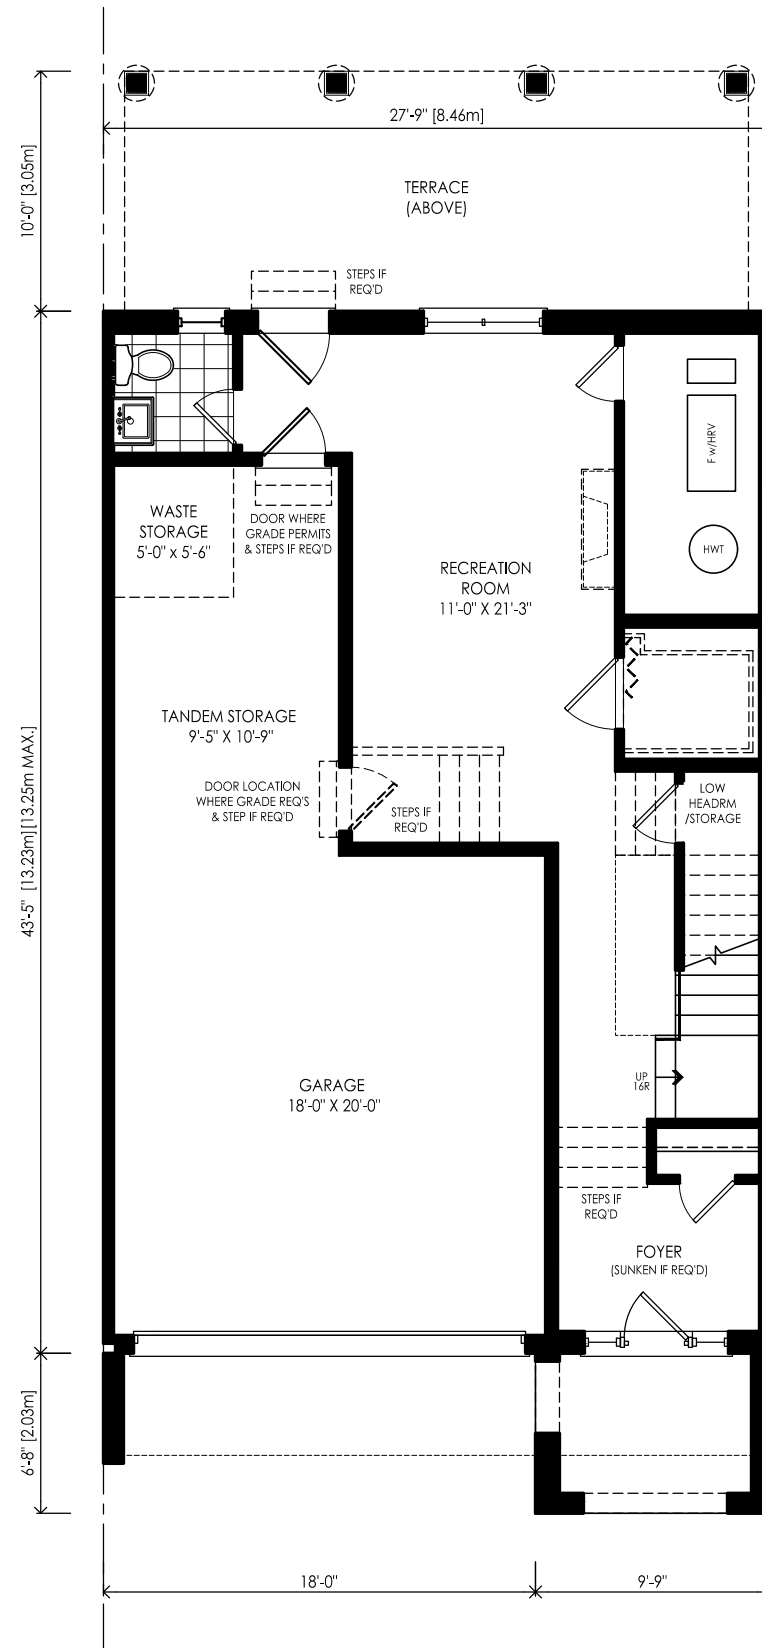 27'-9" [8.46m]
10'-0" [3.05m]
TERRACE
(ABOVE)
STEPS IF
REQ'D
F w/HRV
WASTE
STORAGE
5'-0" x 5'-6"
DOOR WHERE
GRADE PERMITS
& STEPS IF REQ'D
HWT
RECREATION
ROOM
11'-0" X 21'-3"
TANDEM STORAGE
9'-5" X 10'-9"
DOOR LOCATION
WHERE GRADE REQ'S
& STEP IF REQ'D
STEPS IF
REQ'D
LOW
HEADRM
/STORAGE
43'-5" [13.23m][13.25m MAX.]
GARAGE
18'-0" X 20'-0"
UP
16R
STEPS IF
REQ'D
FOYER
(SUNKEN IF REQ'D)
6'-8" [2.03m]
18'-0"
9'-9"